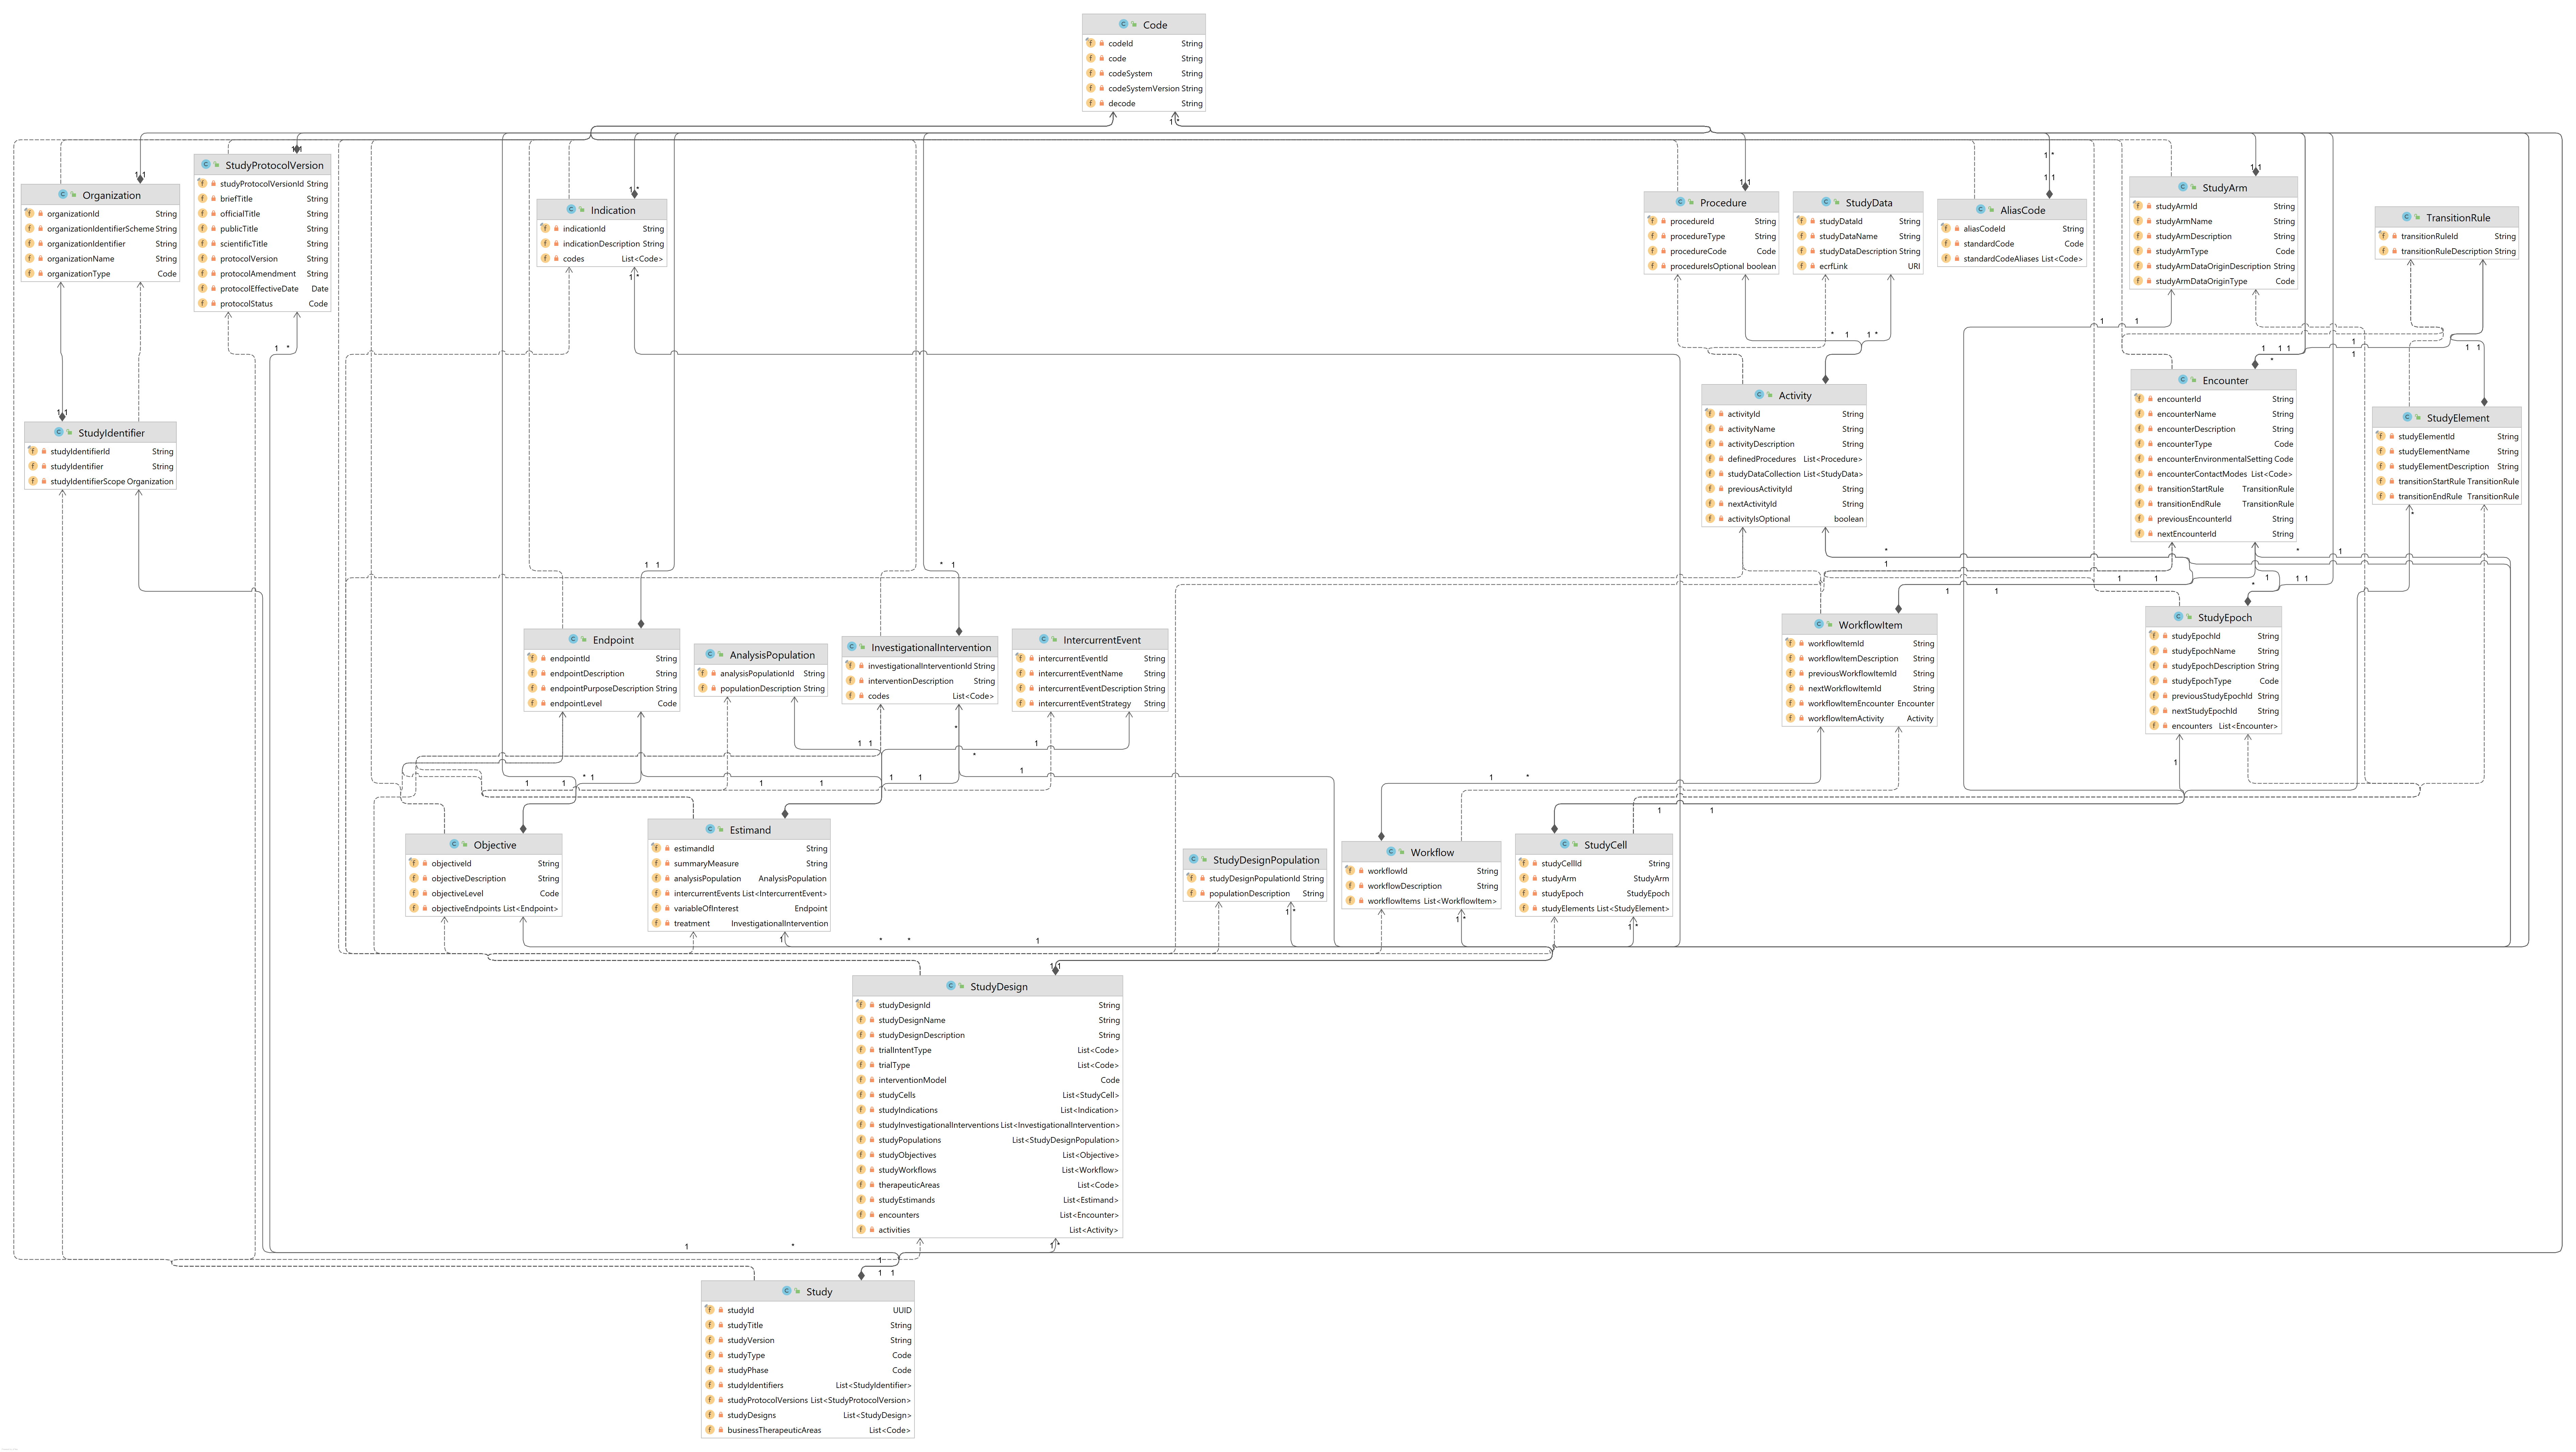 Code
codeId String
code String
codeSystem String
codeSystemVersion String
decode String
StudyProtocolVersion
studyProtocolVersionId String
briefTitle String
officialTitle String
publicTitle String
scientificTitle String
protocolVersion String
protocolAmendment String
protocolEffectiveDate Date
protocolStatus Code
Organization
organizationId String
organizationIdentifierScheme String
organizationIdentifier String
organizationName String
organizationType Code
Indication
indicationId String
indicationDescription String
codes List<Code>
Procedure
procedureId String
procedureType String
procedureCode Code
procedureIsOptional boolean
StudyData
studyDataId String
studyDataName String
studyDataDescription String
ecrfLink URI
AliasCode
aliasCodeId String
standardCode Code
standardCodeAliases List<Code>
StudyArm
studyArmId String
studyArmName String
studyArmDescription String
studyArmType Code
studyArmDataOriginDescription String
studyArmDataOriginType Code
TransitionRule
transitionRuleId String
transitionRuleDescription String
StudyIdentifier
studyIdentifierId String
studyIdentifier String
studyIdentifierScope Organization
Activity
activityId String
activityName String
activityDescription String
definedProcedures List<Procedure>
studyDataCollection List<StudyData>
previousActivityId String
nextActivityId String
activityIsOptional boolean
Encounter
encounterId String
encounterName String
encounterDescription String
encounterType Code
encounterEnvironmentalSetting Code
encounterContactModes List<Code>
transitionStartRule TransitionRule
transitionEndRule TransitionRule
previousEncounterId String
nextEncounterId String
StudyElement
studyElementId String
studyElementName String
studyElementDescription String
transitionStartRule TransitionRule
transitionEndRule TransitionRule
Endpoint
endpointId String
endpointDescription String
endpointPurposeDescription String
endpointLevel Code
AnalysisPopulation
analysisPopulationId String
populationDescription String
InvestigationalIntervention
investigationalInterventionId String
interventionDescription String
codes List<Code>
IntercurrentEvent
intercurrentEventId String
intercurrentEventName String
intercurrentEventDescription String
intercurrentEventStrategy String
WorkflowItem
workflowItemId String
workflowItemDescription String
previousWorkflowItemId String
nextWorkflowItemId String
workflowItemEncounter Encounter
workflowItemActivity Activity
StudyEpoch
studyEpochId String
studyEpochName String
studyEpochDescription String
studyEpochType Code
previousStudyEpochId String
nextStudyEpochId String
encounters List<Encounter>
Objective
objectiveId String
objectiveDescription String
objectiveLevel Code
objectiveEndpoints List<Endpoint>
Estimand
estimandId String
summaryMeasure String
analysisPopulation AnalysisPopulation
intercurrentEvents List<IntercurrentEvent>
variableOfInterest Endpoint
treatment InvestigationalIntervention
StudyDesignPopulation
studyDesignPopulationId String
populationDescription String
Workflow
workflowId String
workflowDescription String
workflowItems List<WorkflowItem>
StudyCell
studyCellId String
studyArm StudyArm
studyEpoch StudyEpoch
studyElements List<StudyElement>
StudyDesign
studyDesignId String
studyDesignName String
studyDesignDescription String
trialIntentType List<Code>
trialType List<Code>
interventionModel Code
studyCells List<StudyCell>
studyIndications List<Indication>
studyInvestigationalInterventions List<InvestigationalIntervention>
studyPopulations List<StudyDesignPopulation>
studyObjectives List<Objective>
studyWorkflows List<Workflow>
therapeuticAreas List<Code>
studyEstimands List<Estimand>
encounters List<Encounter>
activities List<Activity>
Study
studyId UUID
studyTitle String
studyVersion String
studyType Code
studyPhase Code
studyIdentifiers List<StudyIdentifier>
studyProtocolVersions List<StudyProtocolVersion>
studyDesigns List<StudyDesign>
businessTherapeuticAreas List<Code>